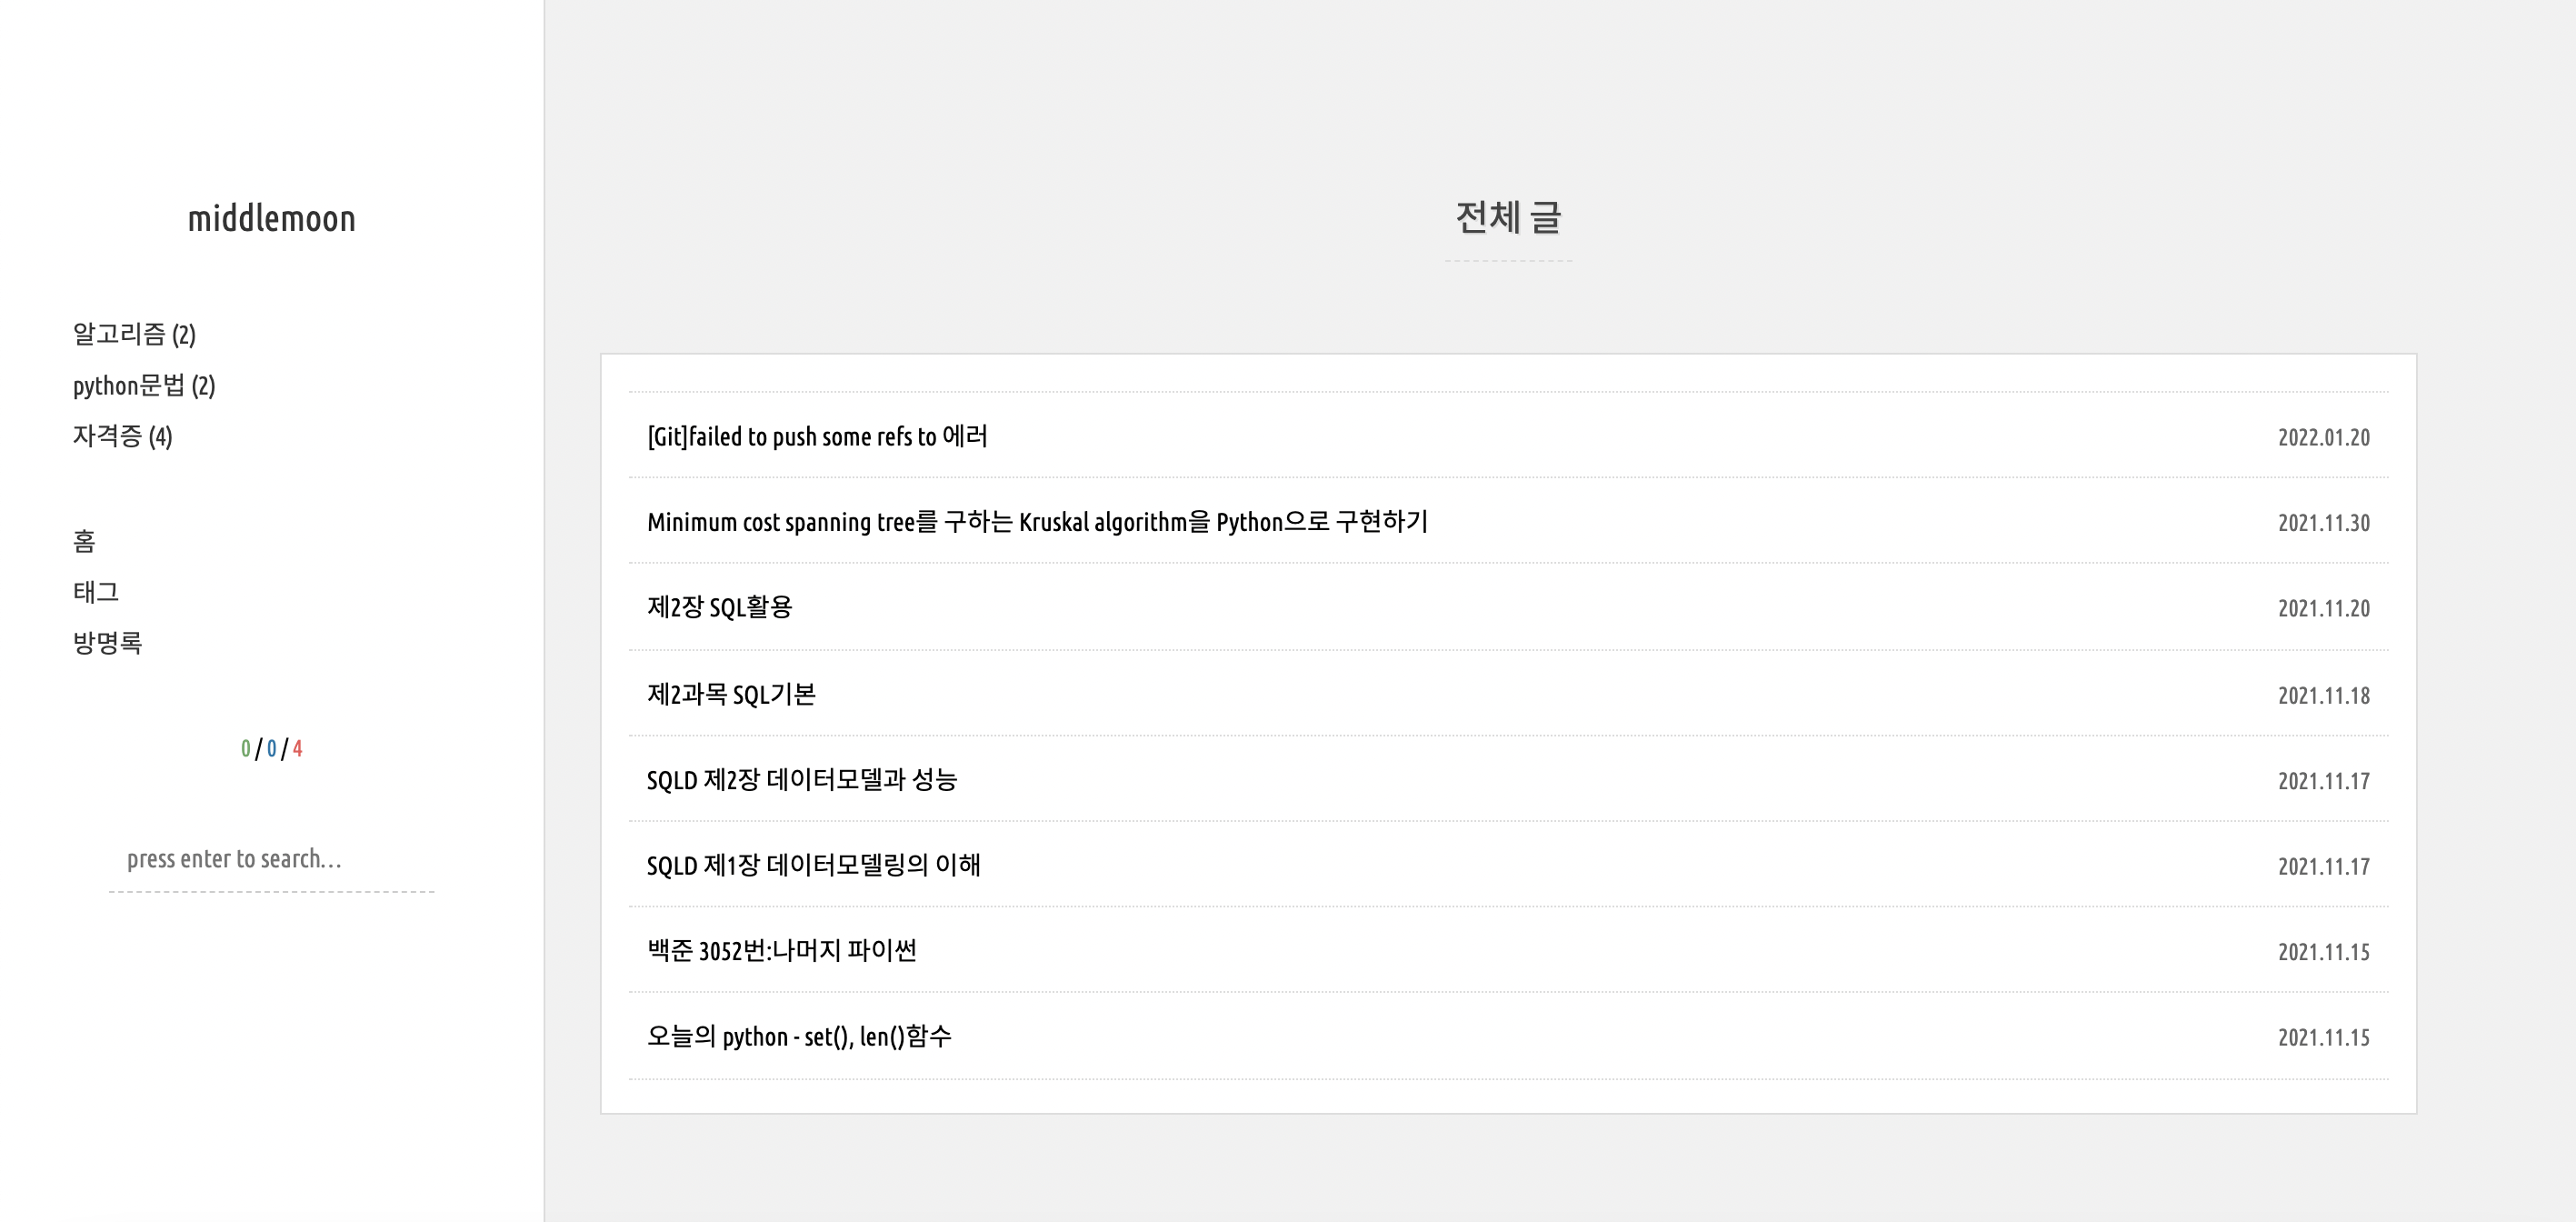 middlemoon
알고리즘 (2)
python문법 (2)
자격증 (4)
홈
태그
방명록
0 / 0 / 4
press enter to search...
전체 글
[Git]failed to push some refs to 에러 2022.01.20
Minimum cost spanning tree를 구하는 Kruskal algorithm을 Python으로 구현하기 2021.11.30
제2장 SQL활용 2021.11.20
제2과목 SQL기본 2021.11.18
SQLD 제2장 데이터모델과 성능 2021.11.17
SQLD 제1장 데이터모델링의 이해 2021.11.17
백준 3052번:나머지 파이썬 2021.11.15
오늘의 python - set(), len()함수 2021.11.15